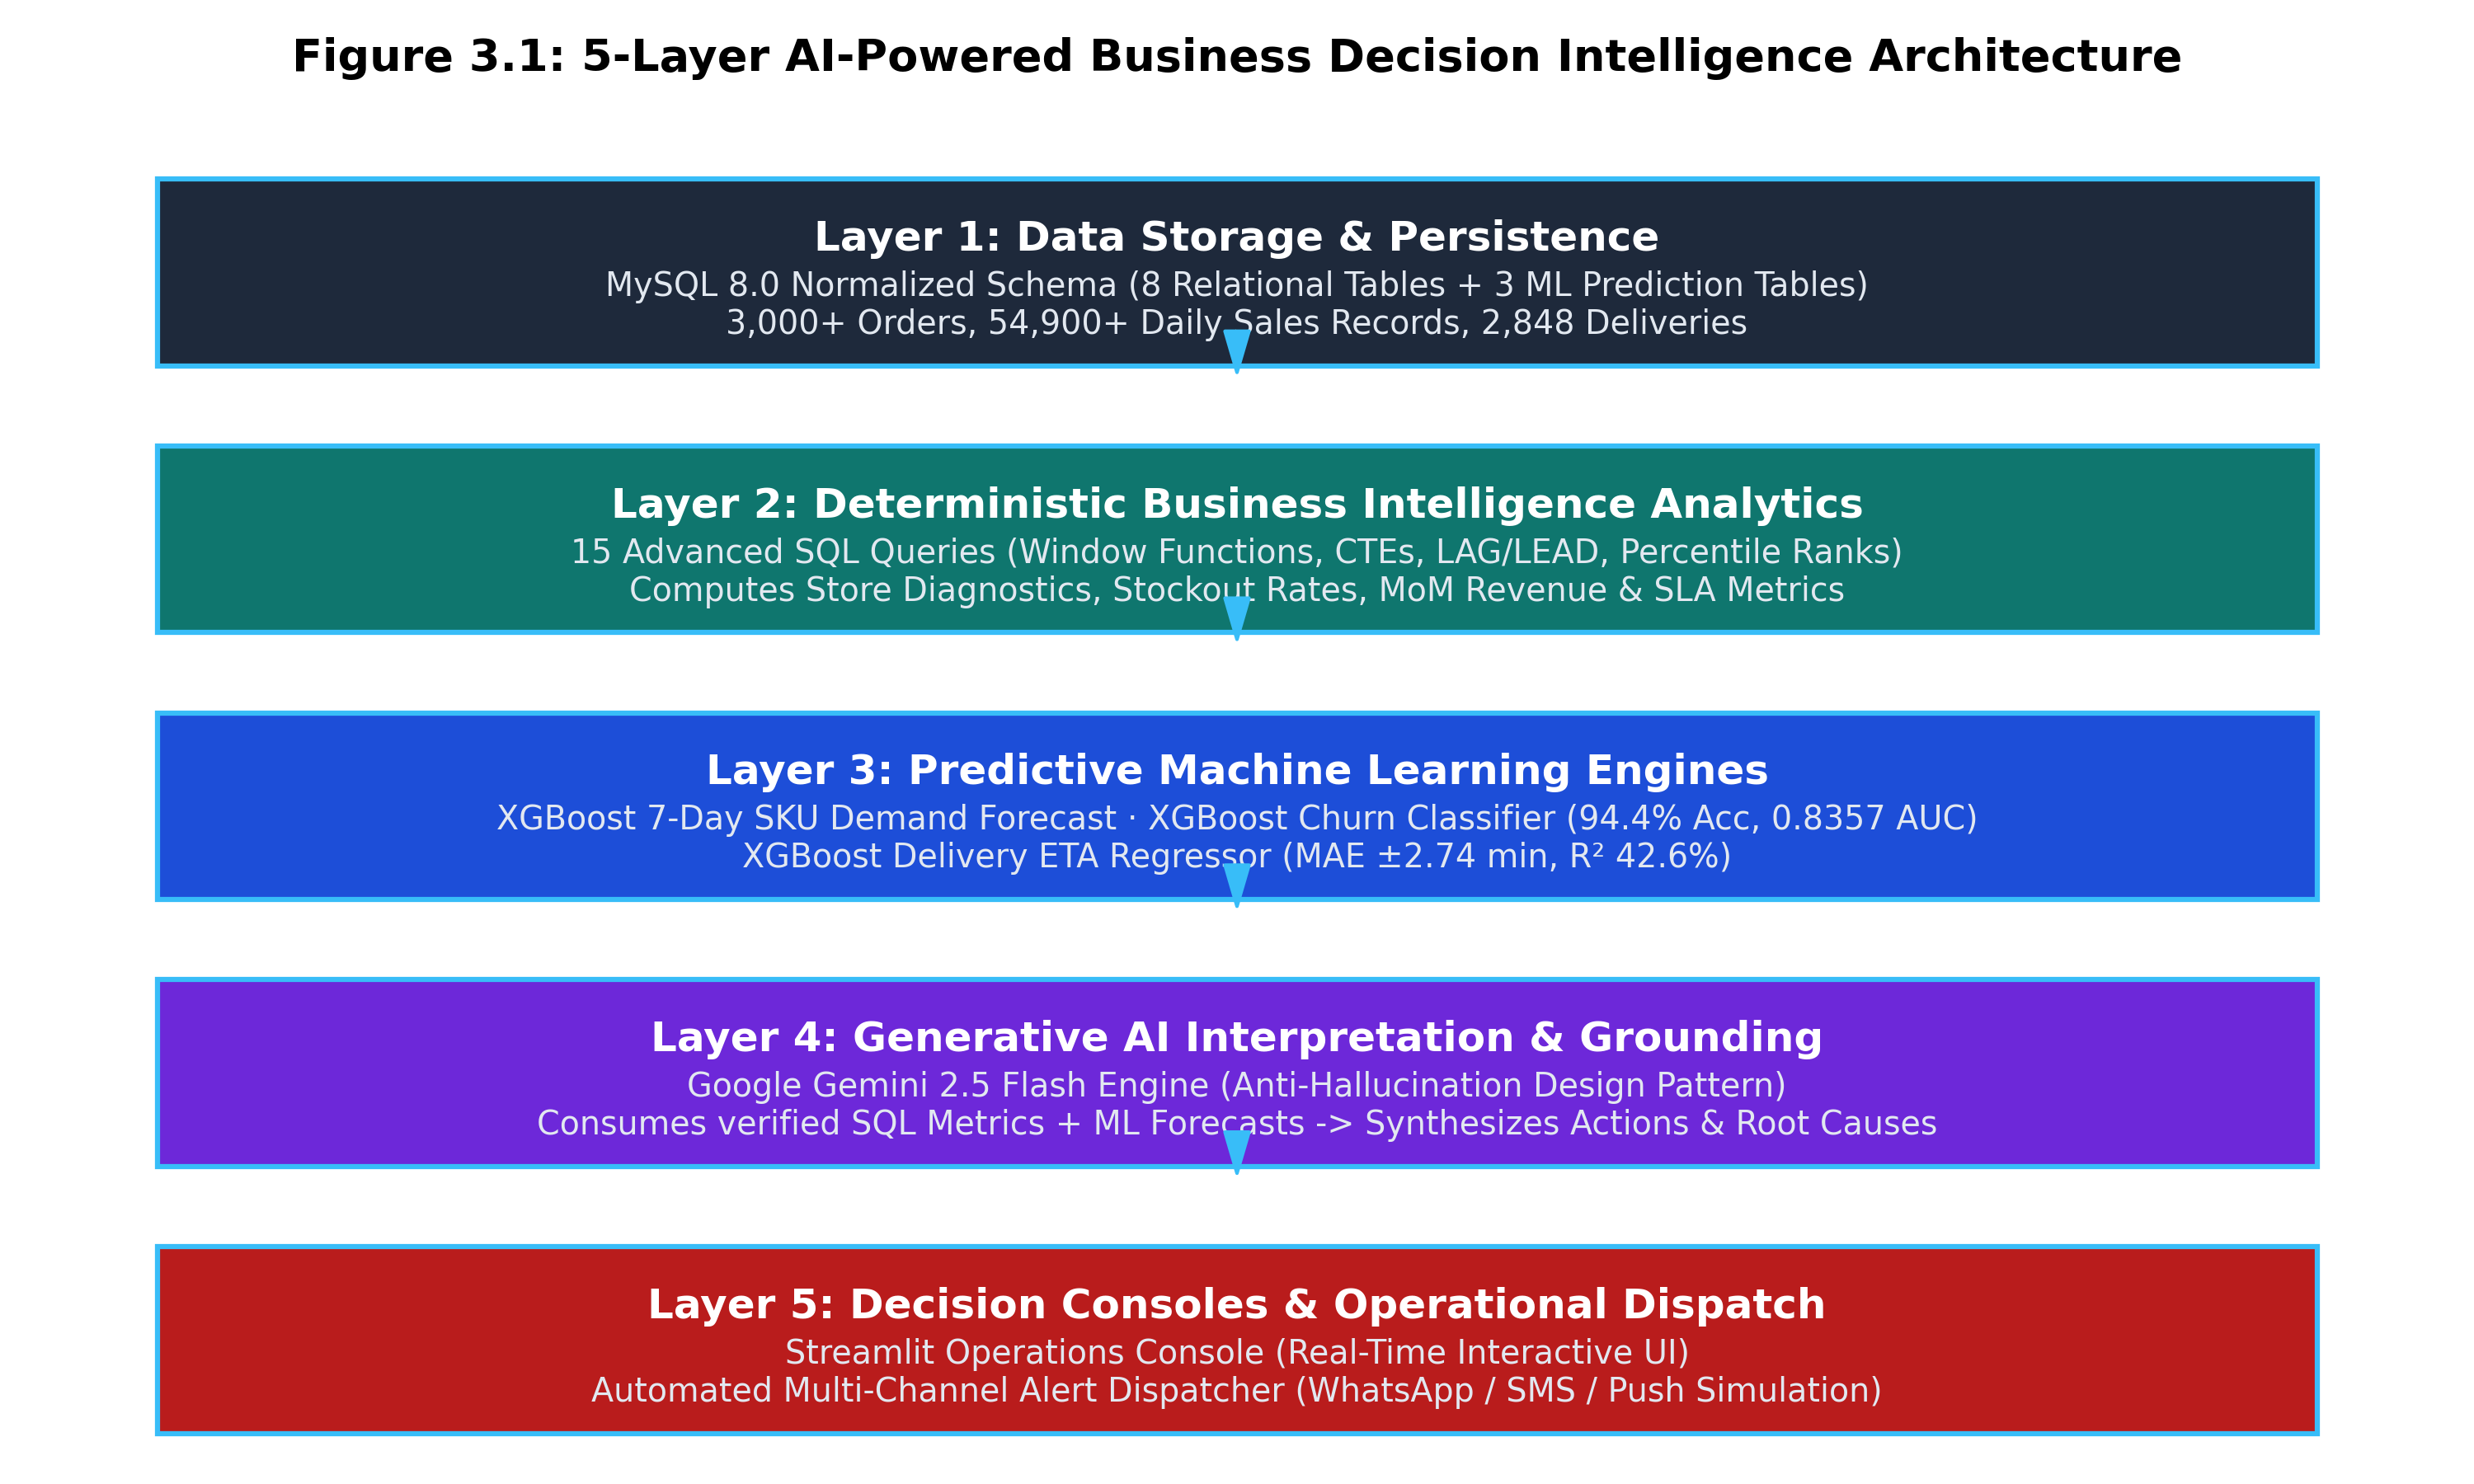 Figure 3.1: 5-Layer AI-Powered Business Decision Intelligence Architecture
Layer 1: Data Storage & Persistence
MySQL 8.0 Normalized Schema (8 Relational Tables + 3 ML Prediction Tables)
3,000+ Orders, 54,900+ Daily Sales Records, 2,848 Deliveries
Layer 2: Deterministic Business Intelligence Analytics
15 Advanced SQL Queries (Window Functions, CTEs, LAG/LEAD, Percentile Ranks)
Computes Store Diagnostics, Stockout Rates, MoM Revenue & SLA Metrics
Layer 3: Predictive Machine Learning Engines
XGBoost 7-Day SKU Demand Forecast · XGBoost Churn Classifier (94.4% Acc, 0.8357 AUC)
XGBoost Delivery ETA Regressor (MAE ±2.74 min, R² 42.6%)
Layer 4: Generative AI Interpretation & Grounding
Google Gemini 2.5 Flash Engine (Anti-Hallucination Design Pattern)
Consumes verified SQL Metrics + ML Forecasts -> Synthesizes Actions & Root Causes
Layer 5: Decision Consoles & Operational Dispatch
Streamlit Operations Console (Real-Time Interactive UI)
Automated Multi-Channel Alert Dispatcher (WhatsApp / SMS / Push Simulation)